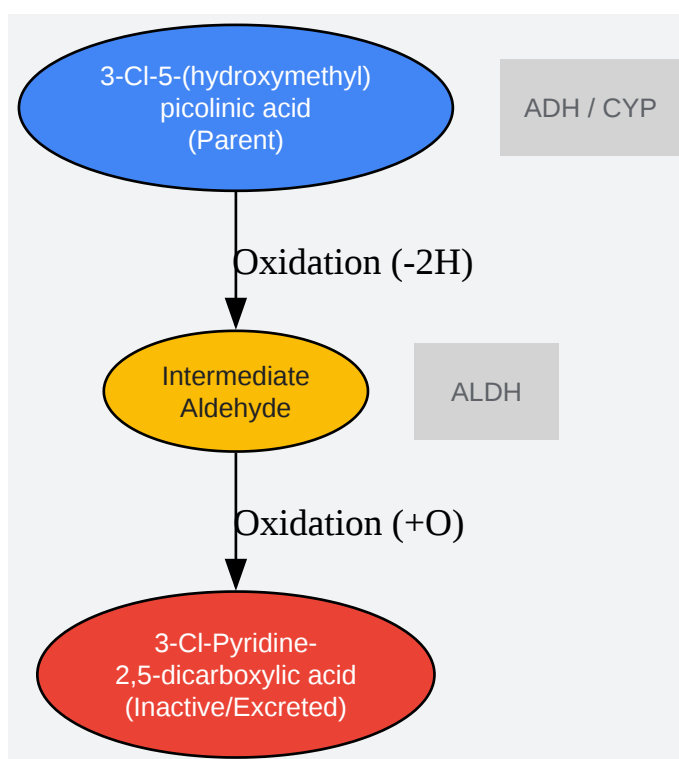 3-Cl-5-(hydroxymethyl)
picolinic acid
(Parent)
ADH / CYP
Oxidation (-2H)
Intermediate
Aldehyde
ALDH
Oxidation (+O)
3-Cl-Pyridine-
2,5-dicarboxylic acid
(Inactive/Excreted)